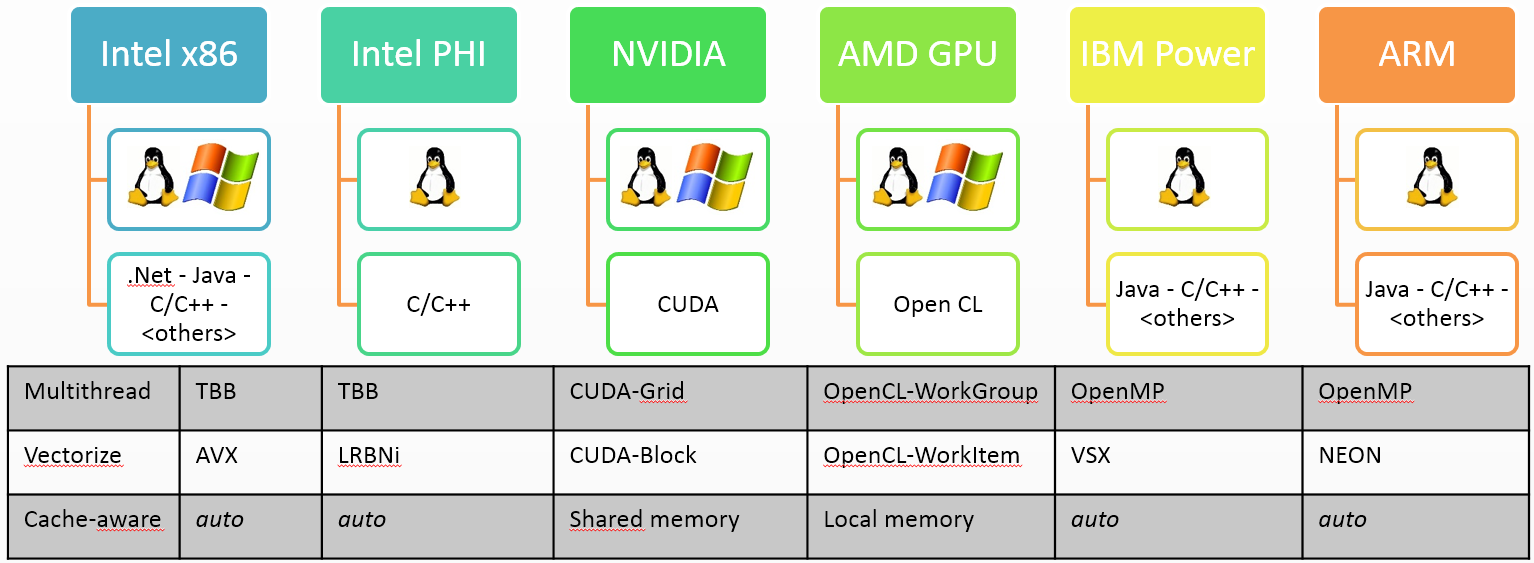 Intel x86
Intel PHI
NVIDIA
AMD GPU
IBM Power
ARM
.Net - Java -
C/C++ -
<others>
C/C++
CUDA
Open CL
Java - C/C++ -
<others>
Java - C/C++ -
<others>
Multithread TBB TBB CUDA-Grid OpenCL-WorkGroup OpenMP OpenMP
Vectorize AVX LRBNi CUDA-Block OpenCL-WorkItem VSX NEON
Cache-aware auto auto Shared memory Local memory auto auto